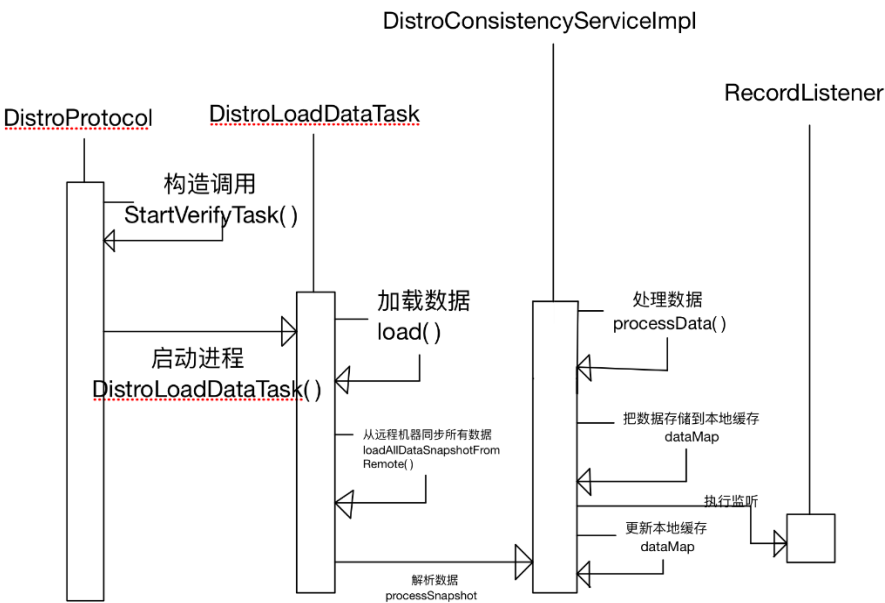 DistroConsistencyServiceImpl
RecordListener
DistroProtocol
DistroLoadDataTask
构造调用
StartVerifyTask( )
启动进程
DistroLoadDataTask( )
加载数据
load( )
从远程机器同步所有数据
loadAllDataSnapshotFrom
Remote( )
解析数据
processSnapshot
处理数据
processData( )
把数据存储到本地缓存
dataMap
执行监听
更新本地缓存
dataMap